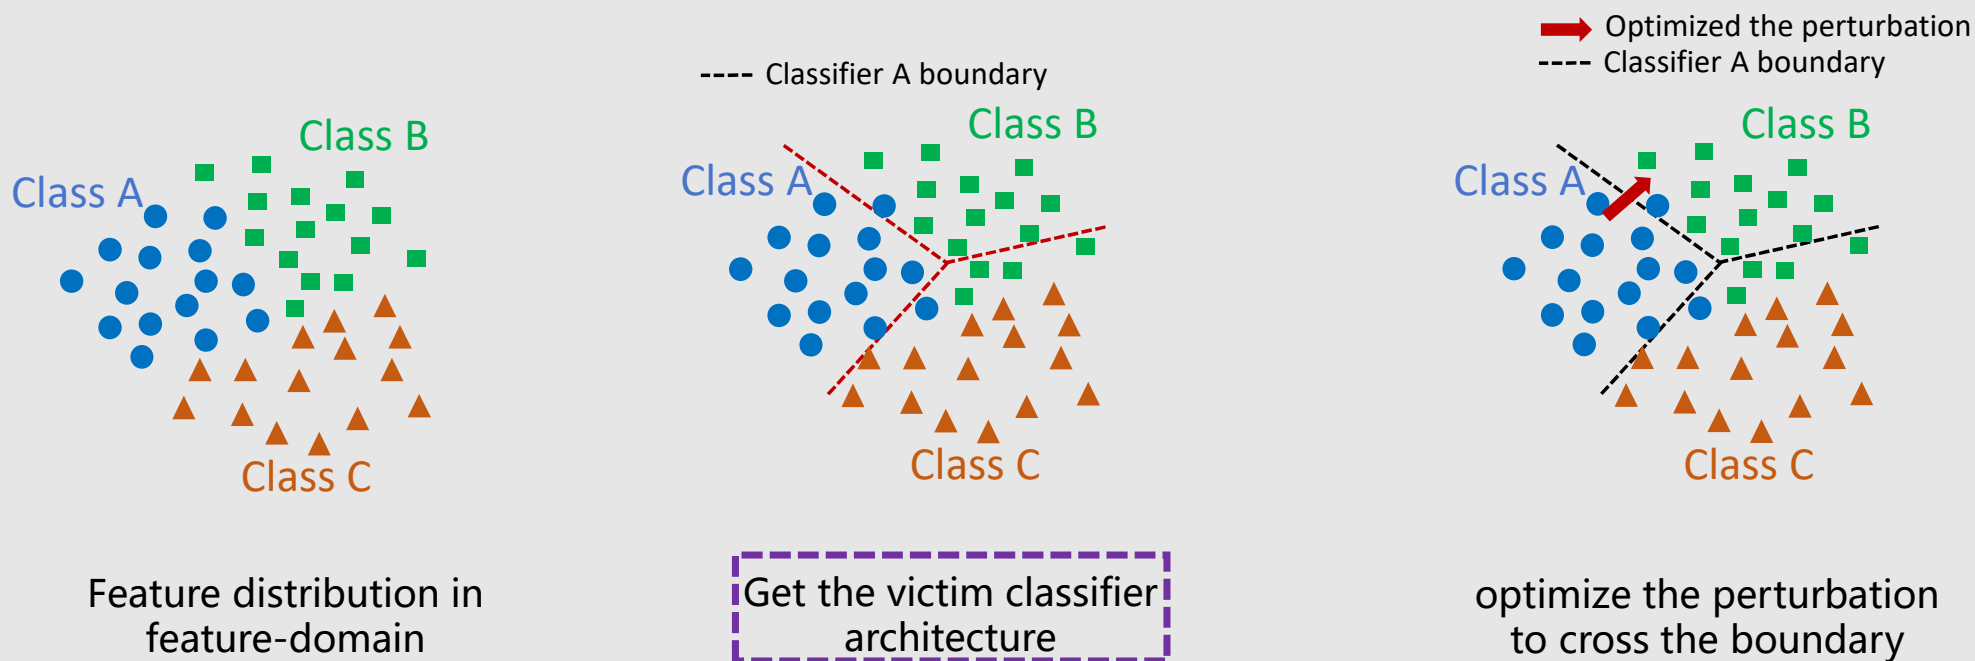 Class B
Class A
Class C
Feature distribution in
feature-domain
Classifier A boundary
Class B
Class A
Class C
Get the victim classifier
architecture
Optimized the perturbation
Classifier A boundary
Class B
Class A
Class C
optimize the perturbation
to cross the boundary